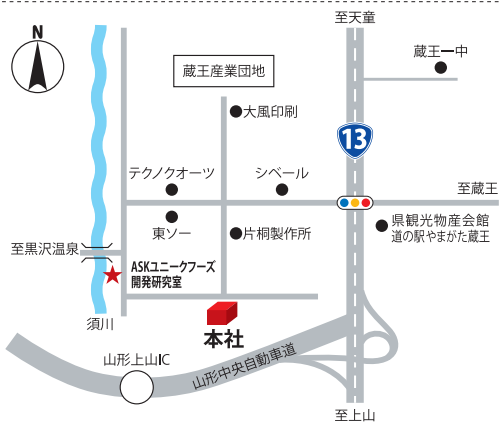 至天童
N
蔵王一中
蔵王産業団地
大風印刷
13
テクノクオーツ
シベール
至蔵王
県観光物産会館
道の駅やまがた蔵王
東ソー
片桐製作所
至黒沢温泉
ASKユニークフーズ
開発研究室
須川
本社
山形上山IC
山形中央自動車道
至上山